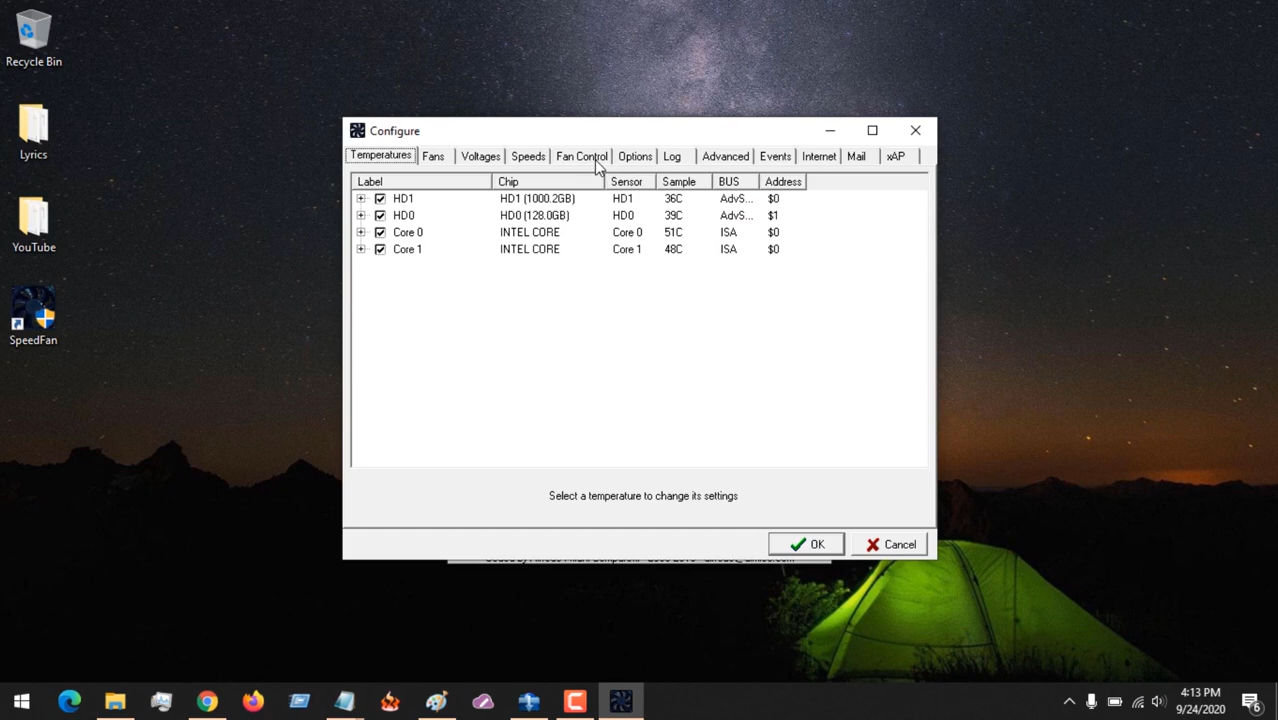 Recycle Bin
Lyrics
YouTube
SpeedFan
Configure
Temperatures Fans Voltages Speeds Fan Control Options Log Advanced Events Internet Mail xAP
Label Chip Sensor Sample BUS Address
HD1 HD1 (1000.2GB) HD1 36C AdvS... $0
HD0 HD0 (128.0GB) HD0 39C AdvS... $1
Core 0 INTEL CORE Core 0 51C ISA $0
Core 1 INTEL CORE Core 1 48C ISA $0
Select a temperature to change its settings
OK Cancel
4:13 PM
9/24/2020
6